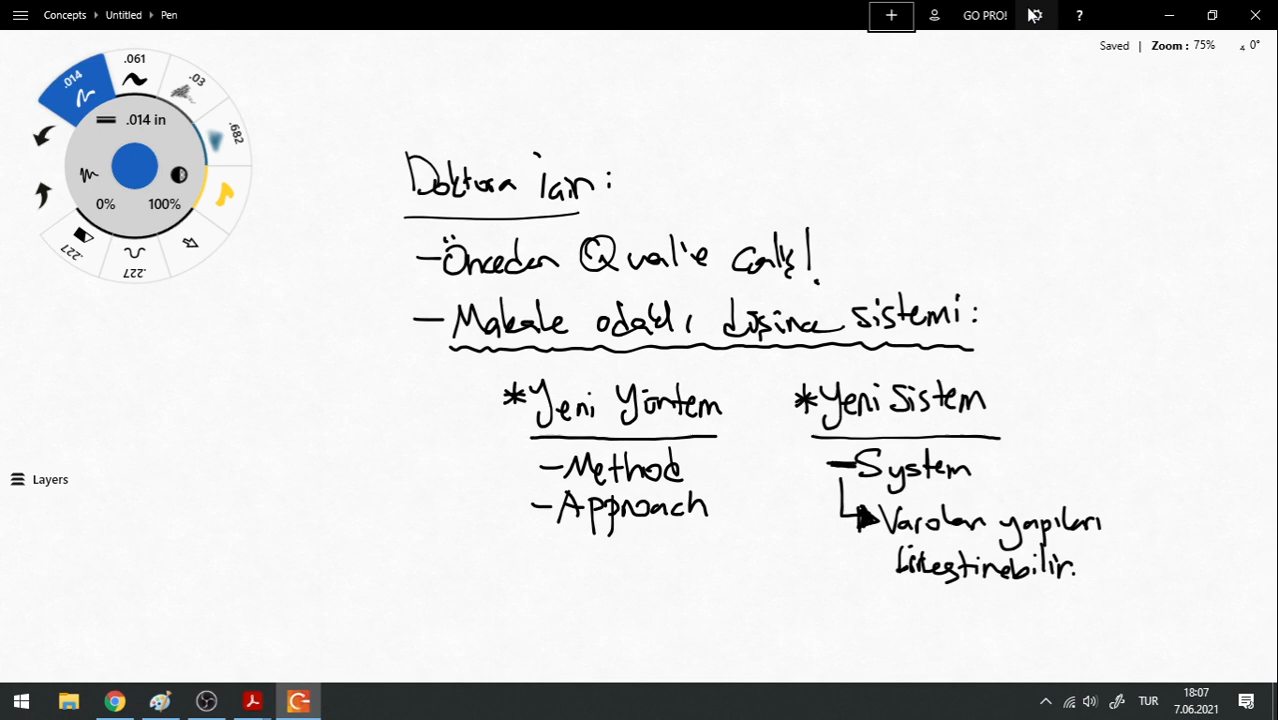 Concepts > Untitled > Pen
GO PRO! ?
Saved | Zoom : 75% 0°
.014
.061
.03
.682
.014 in
0% 100%
.227
.227
Doktora için:
-Önceden Qual'e çalış!
- Makale odaklı düşünce sistemi:
*Yeni Yöntem
-Method
-Approach
*Yeni Sistem
-System
Varolan yapıları
birleştirebilir.
Layers
TUR
18:07
7.06.2021